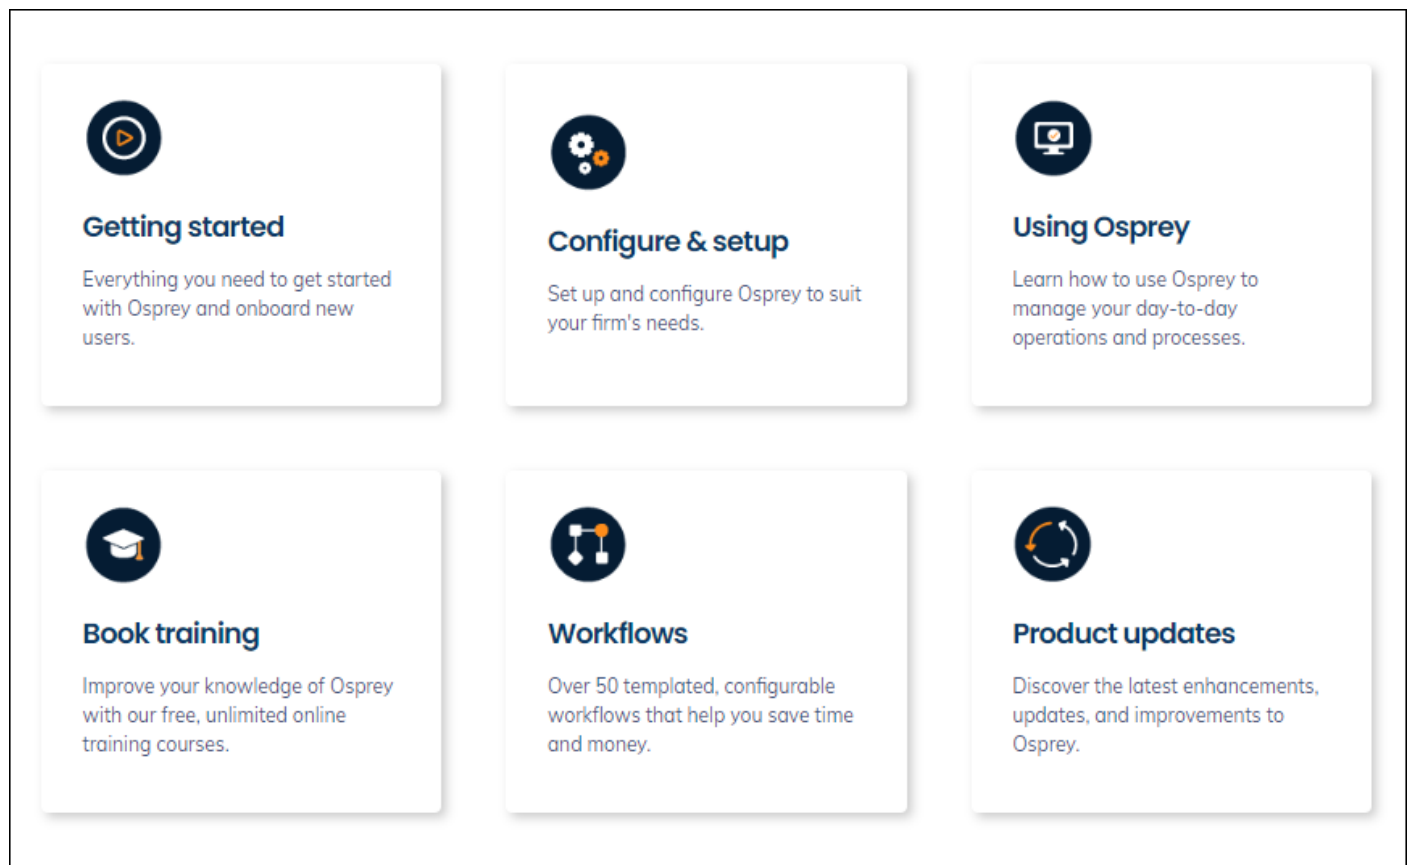 Getting started
Everything you need to get started
with Osprey and onboard new
users.
Configure & setup
Set up and configure Osprey to suit
your firm's needs.
Using Osprey
Learn how to use Osprey to
manage your day-to-day
operations and processes.
Book training
Improve your knowledge of Osprey
with our free, unlimited online
training courses.
Workflows
Over 50 templated, configurable
workflows that help you save time
and money.
Product updates
Discover the latest enhancements,
updates, and improvements to
Osprey.